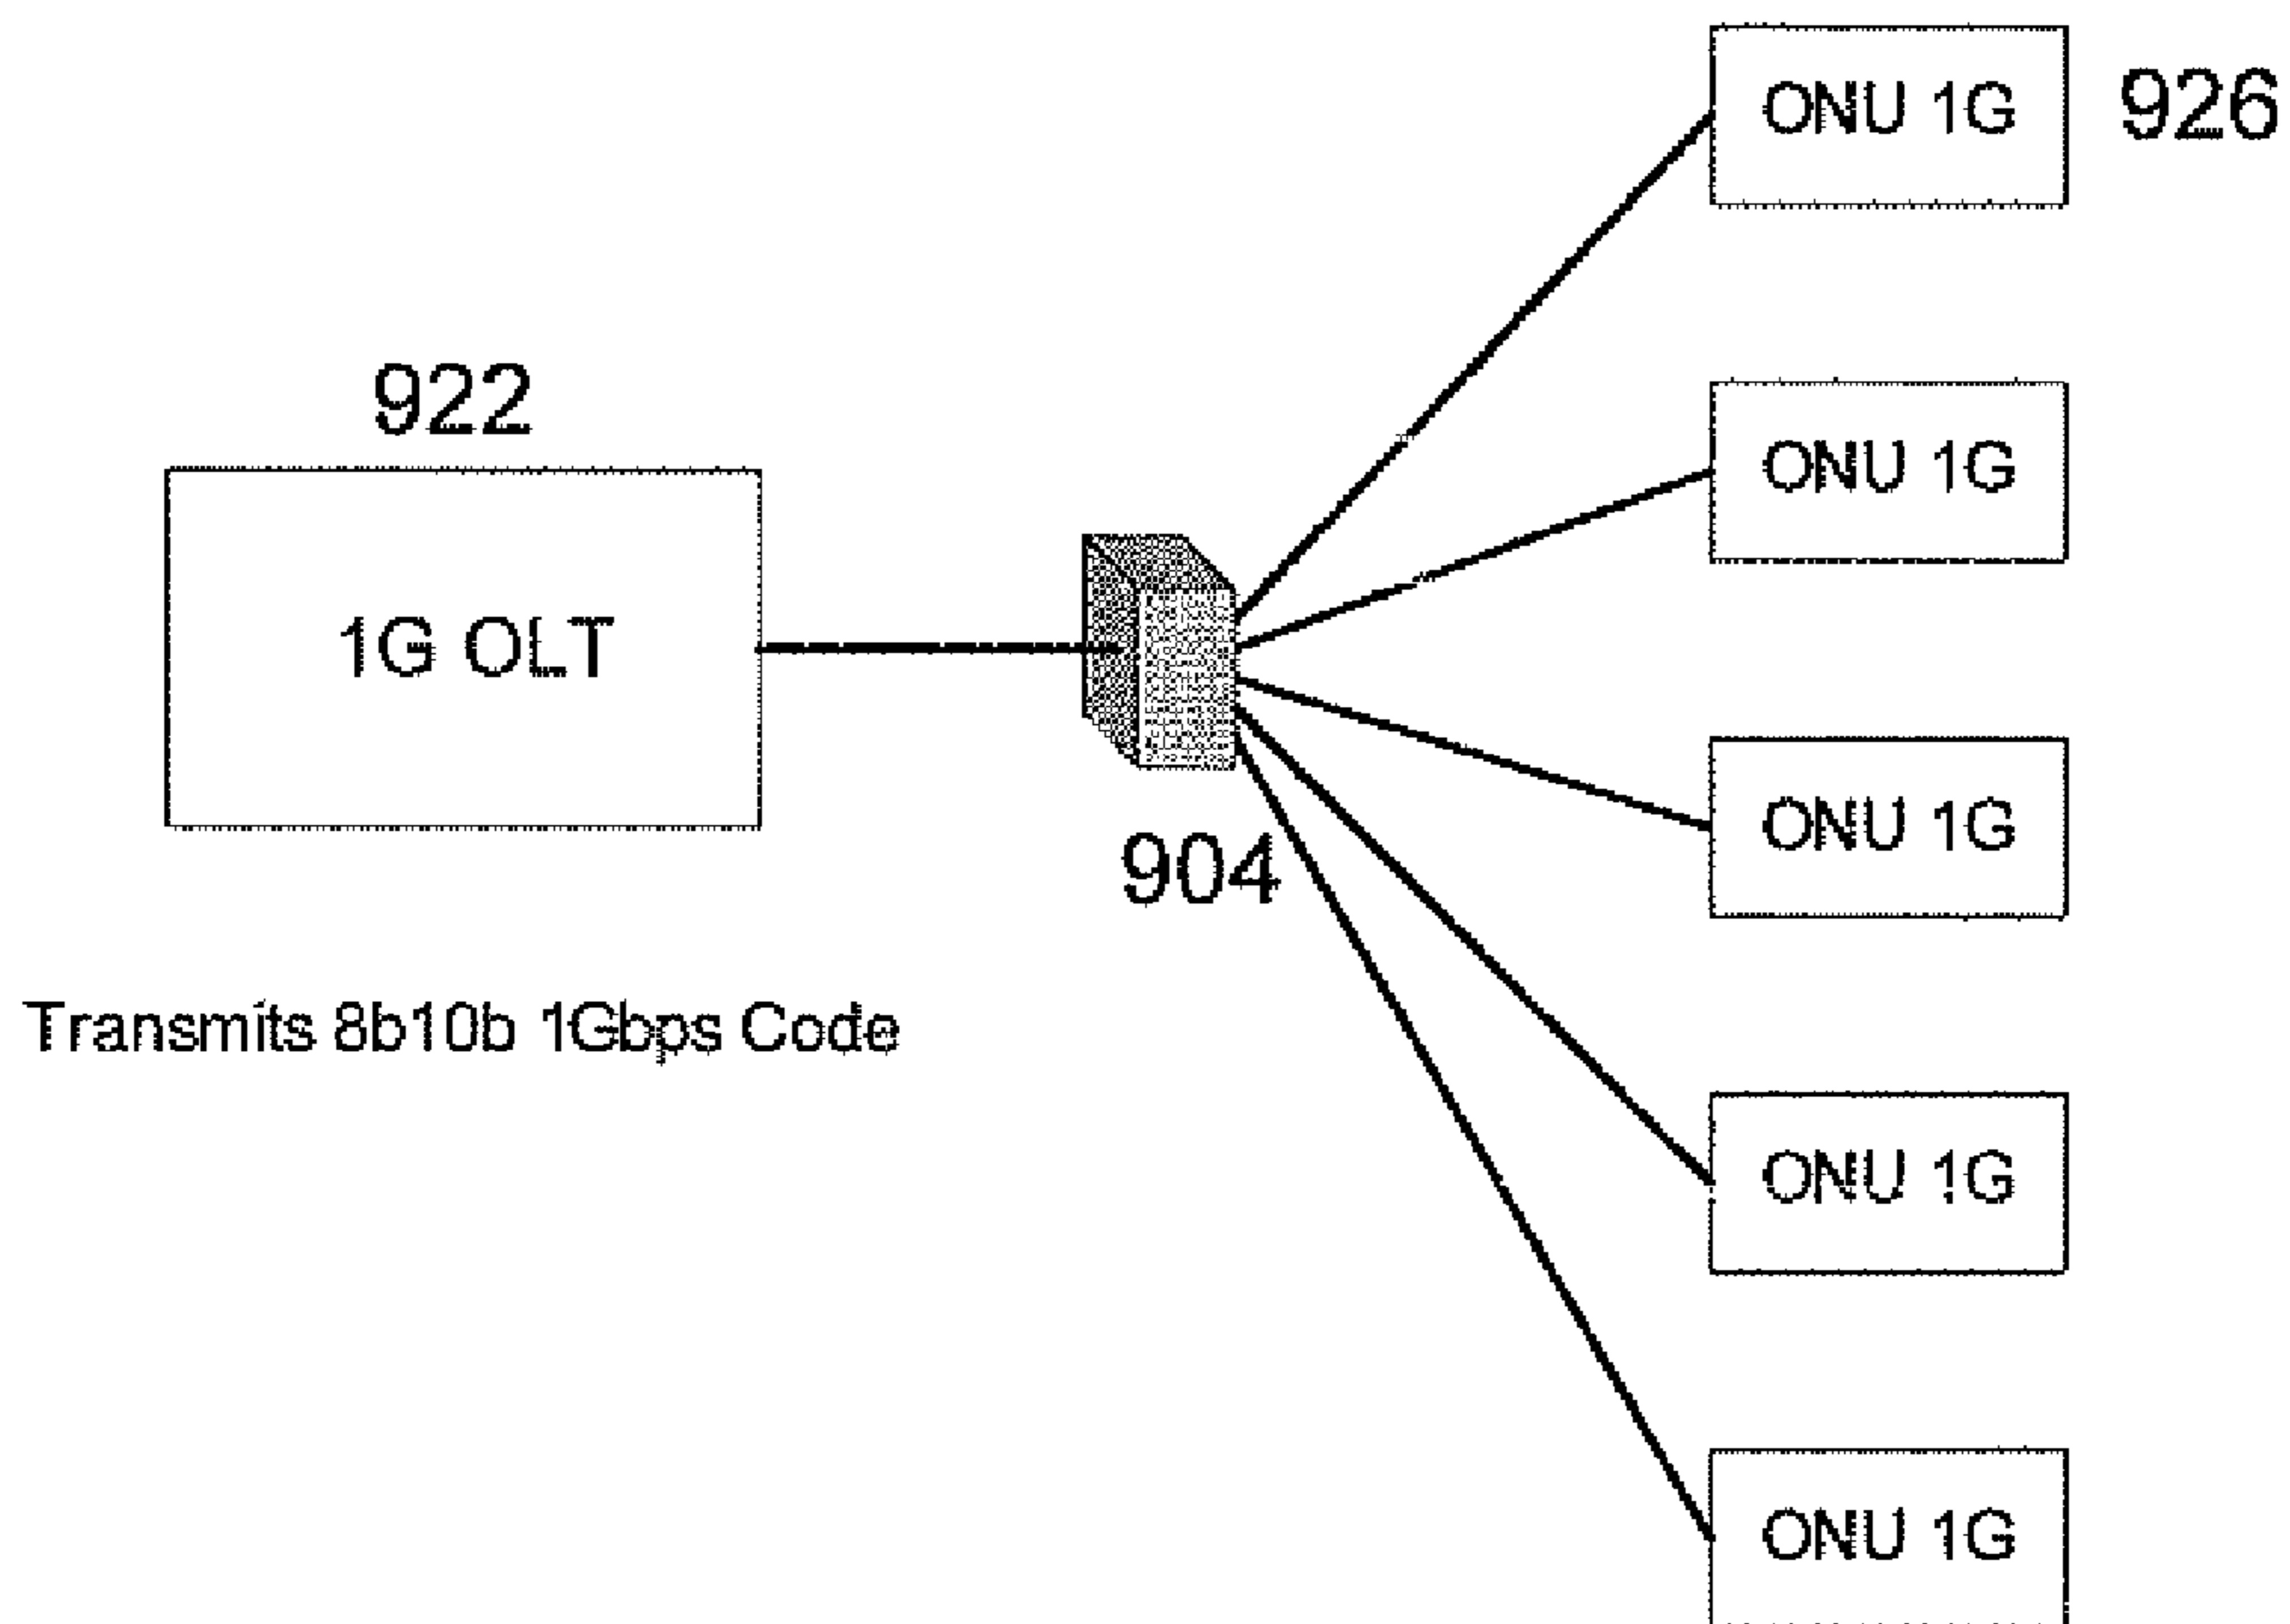 ONU 1G 926
922
ONU 1G
1G OLT
ONU 1G
904
Transmits 8b10b 1Gbps Code
ONU 1G
ONU 1G